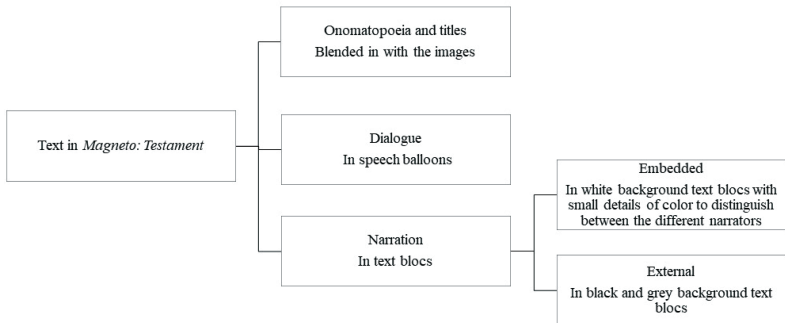 Onomatopoeia and titles
Blended in with the images
Text in Magneto: Testament
Dialogue
In speech balloons
Narration
In text blocs
Embedded
In white background text blocs with
small details of color to distinguish
between the different narrators
External
In black and grey background text
blocs